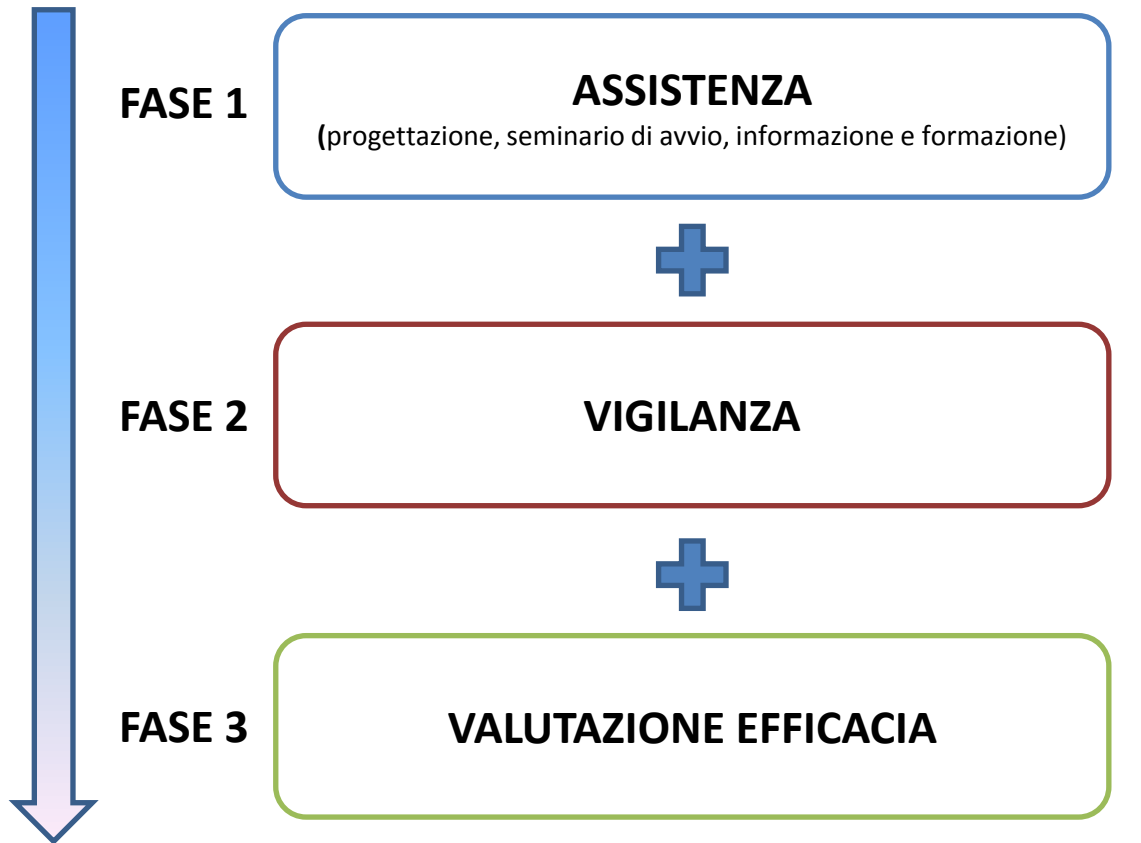 FASE 1
ASSISTENZA
(progettazione, seminario di avvio, informazione e formazione)
FASE 2
VIGILANZA
FASE 3
VALUTAZIONE EFFICACIA